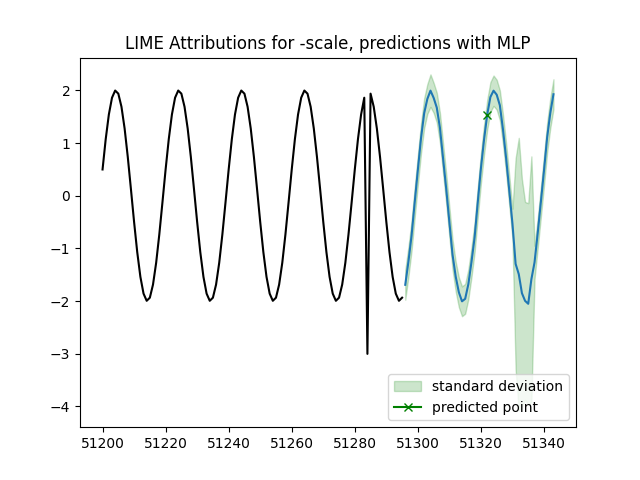 LIME Attributions for -scale, predictions with MLP
2
1
0
−1
−2
−3
−4
standard deviation
predicted point
51200 51220 51240 51260 51280 51300 51320 51340